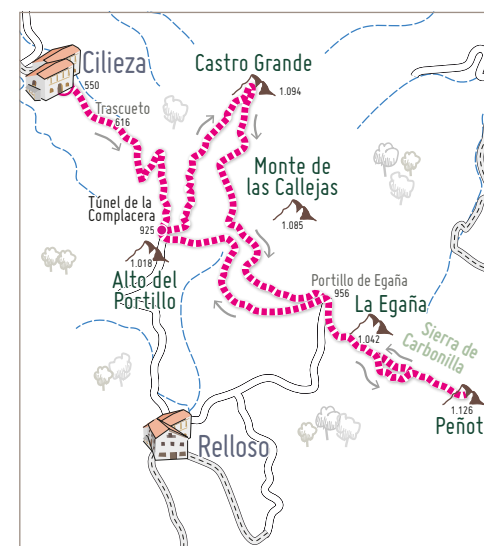 Cilieza
550
Castro Grande
1.094
Trascueto
616
Monte de
las Callejas
1.085
Túnel de la
Complacera
925
1.018
Alto del
Portillo
Portillo de Egaña
956
La Egaña
1.042
Sierra de
Carbonilla
1.126
Peñot
Relloso